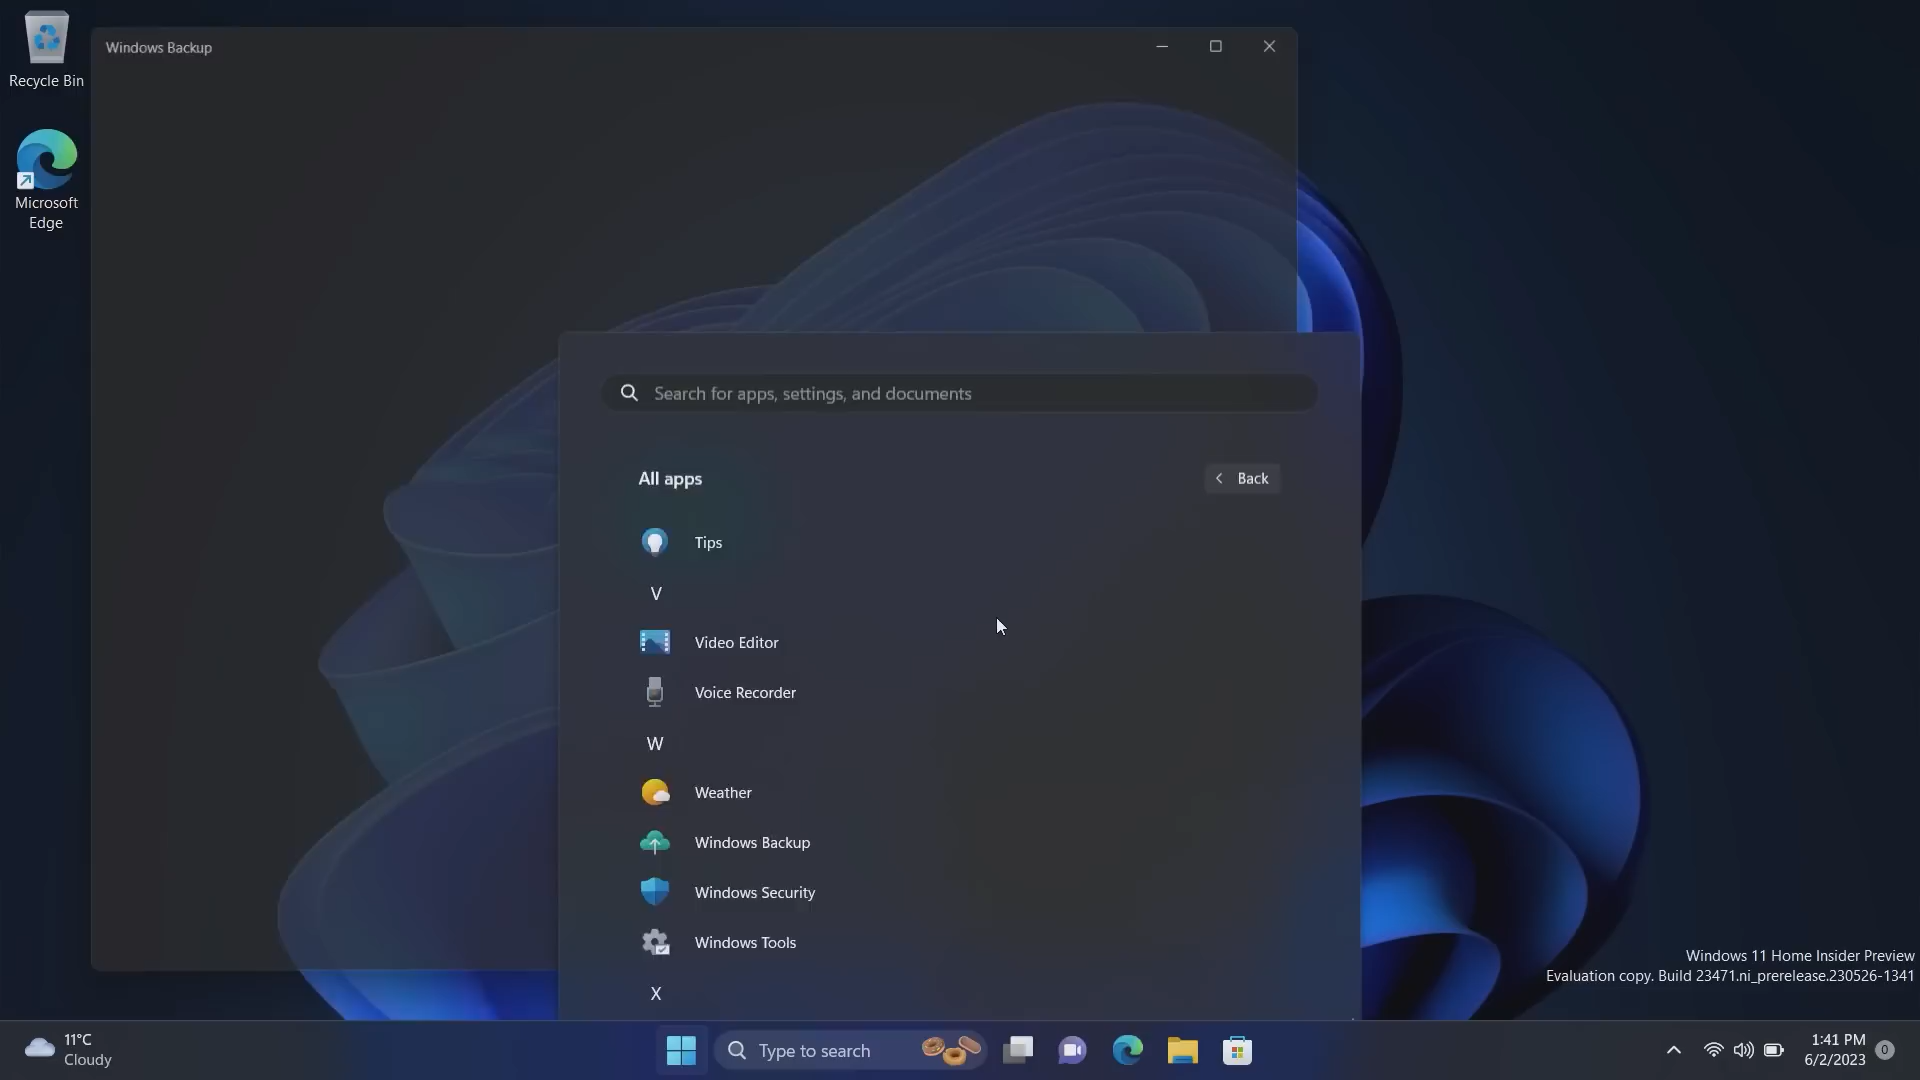 Windows Backup
Recycle Bin
Microsoft
Edge
Search for apps, settings, and documents
All apps
Back
Tips
V
Video Editor
Voice Recorder
W
Weather
Windows Backup
Windows Security
Windows Tools
X
Windows 11 Home Insider Preview
Evaluation copy. Build 23471.ni_prerelease.230526-1341
11°C
Cloudy
Type to search
1:41 PM
6/2/2023
0